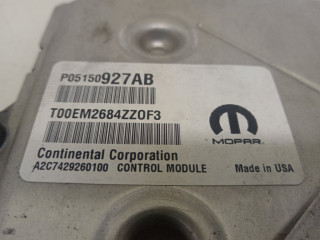 P05150927AB
T00EM2684ZZ0F3
MOPAR
Continental Corporation
A2C7429260100 CONTROL MODULE Made in USA